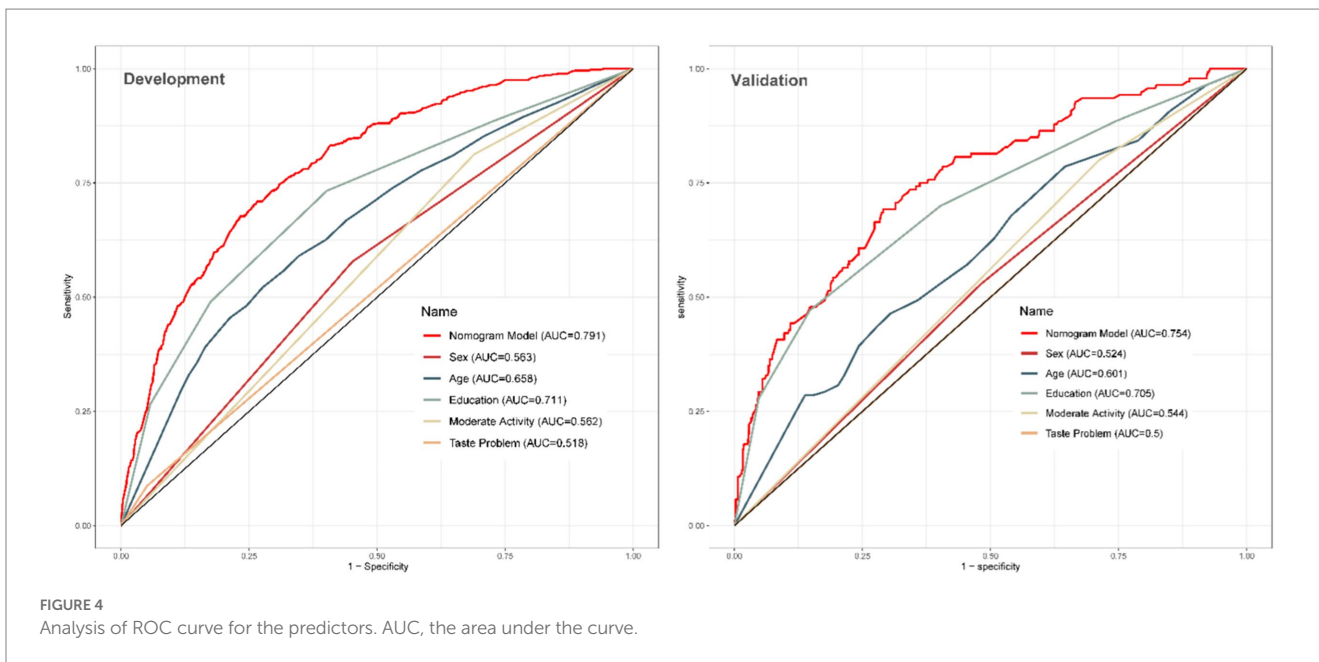 Development
1.00
0.75
0.50
0.25
0.00
Sensitivity
Name
Nomogram Model (AUC=0.791)
Sex (AUC=0.563)
Age (AUC=0.658)
Education (AUC=0.711)
Moderate Activity (AUC=0.562)
Taste Problem (AUC=0.518)
0.00 0.25 0.50 0.75 1.00
1 − Specificity
Validation
1.00
0.75
0.50
0.25
0.00
sensitivity
Name
Nomogram Model (AUC=0.754)
Sex (AUC=0.524)
Age (AUC=0.601)
Education (AUC=0.705)
Moderate Activity (AUC=0.544)
Taste Problem (AUC=0.5)
0.00 0.25 0.50 0.75 1.00
1 − specificity
FIGURE 4
Analysis of ROC curve for the predictors. AUC, the area under the curve.